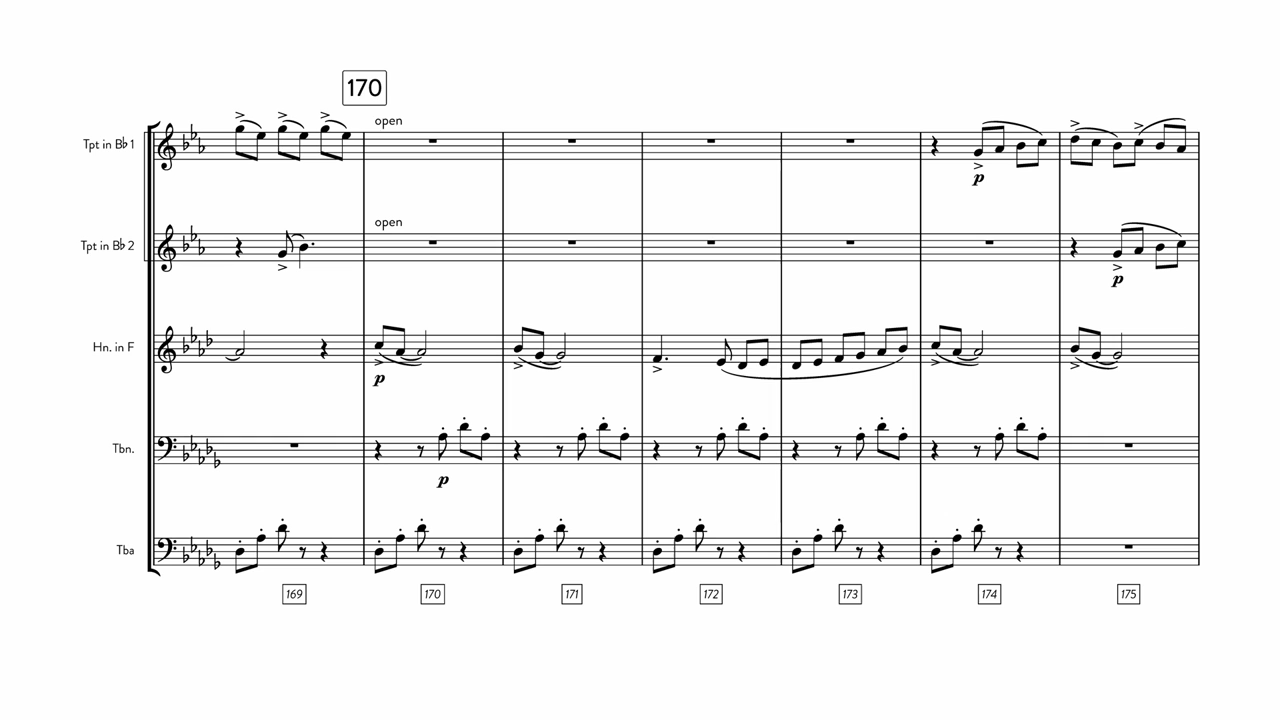 170
Tpt in B♭ 1
open
Tpt in B♭ 2
open
p
p
Hn. in F
p
Tbn.
p
Tba
169 170 171 172 173 174 175